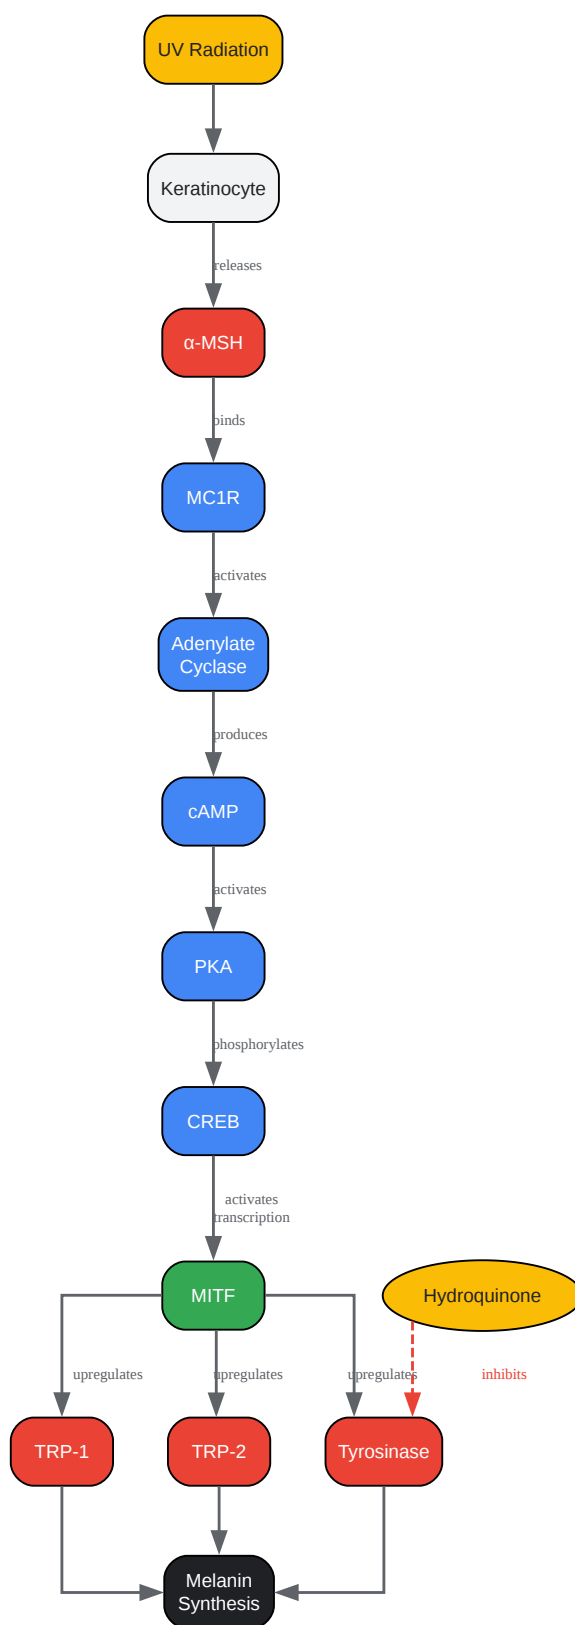 UV Radiation
Keratinocyte
releases
α-MSH
binds
MC1R
activates
Adenylate
Cyclase
produces
cAMP
activates
PKA
phosphorylates
CREB
activates
transcription
MITF
Hydroquinone
upregulates
upregulates
upregulates
inhibits
TRP-1
TRP-2
Tyrosinase
Melanin
Synthesis